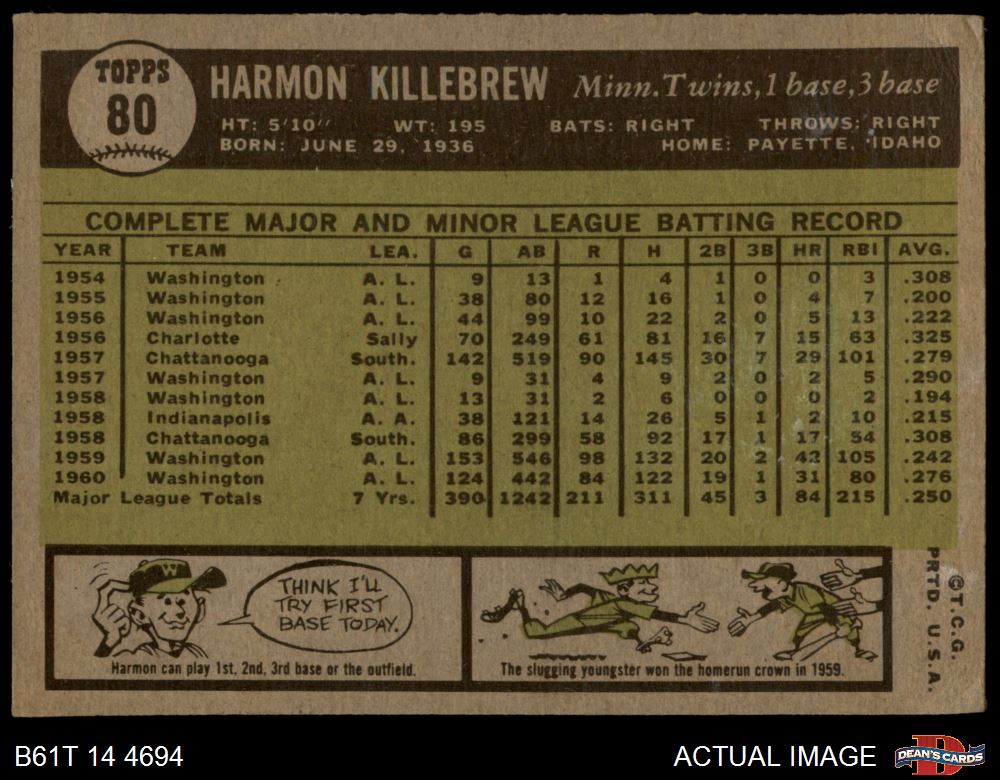 TOPPS
80
HARMON KILLEBREW Minn. Twins, 1 base, 3 base
HT: 5'10" WT: 195 BATS: RIGHT THROWS: RIGHT
BORN: JUNE 29, 1936 HOME: PAYETTE, IDAHO
COMPLETE MAJOR AND MINOR LEAGUE BATTING RECORD
YEAR TEAM LEA. G AB R H 2B 3B HR RBI AVG.
1954 Washington A. L. 9 13 1 4 1 0 0 3 .308
1955 Washington A. L. 38 80 12 16 1 0 4 7 .200
1956 Washington A. L. 44 99 10 22 2 0 5 13 .222
1956 Charlotte Sally 70 249 61 81 16 7 15 63 .325
1957 Chattanooga South. 142 519 90 145 30 7 29 101 .279
1957 Washington A. L. 9 31 4 9 2 0 2 5 .290
1958 Washington A. L. 13 31 2 6 0 0 0 2 .194
1958 Indianapolis A. A. 38 121 14 26 5 1 2 10 .215
1958 Chattanooga South. 86 299 58 92 17 1 17 54 .308
1959 Washington A. L. 153 546 98 132 20 2 42 105 .242
1960 Washington A. L. 124 442 84 122 19 1 31 80 .276
Major League Totals 7 Yrs. 390 1242 211 311 45 3 84 215 .250
W
THINK I'LL
TRY FIRST
BASE TODAY.
Harmon can play 1st, 2nd, 3rd base or the outfield.
The slugging youngster won the homerun crown in 1959.
©T.C.G.
PRTD. U.S.A.
B61T 14 4694
ACTUAL IMAGE
D
DEAN'S CARDS